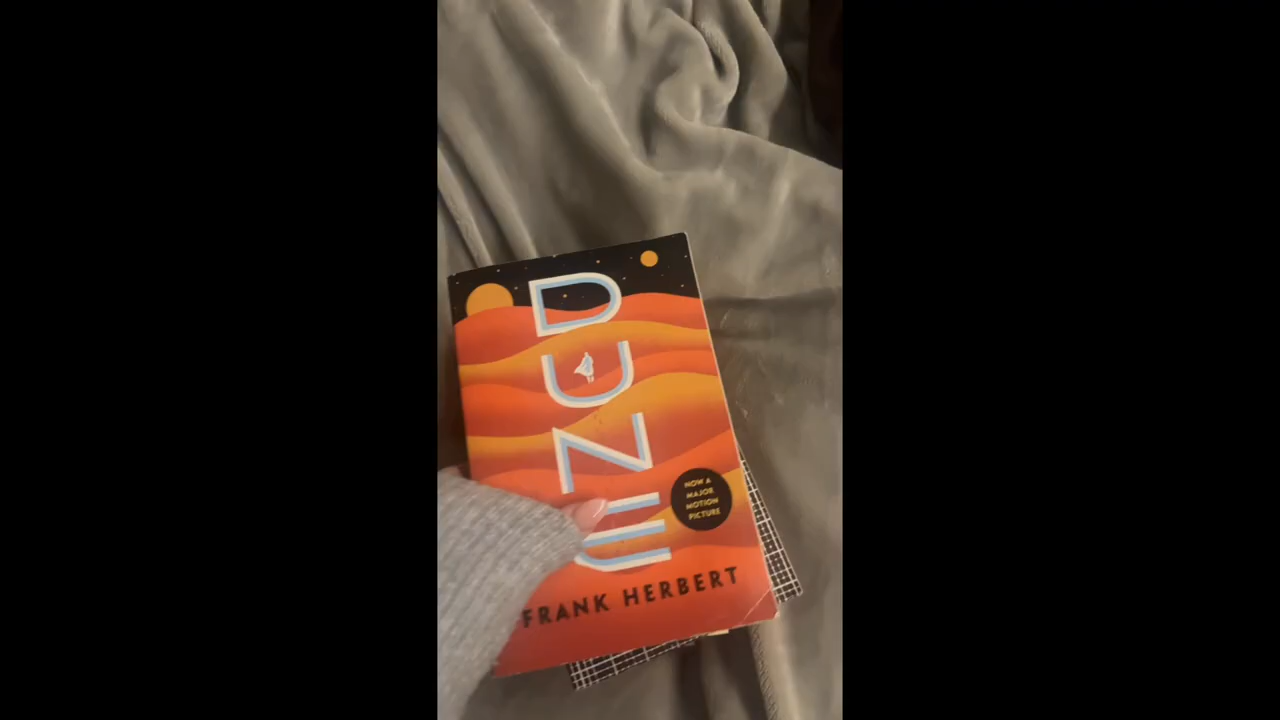 DUNE
NOW A
MAJOR
MOTION
PICTURE
FRANK HERBERT